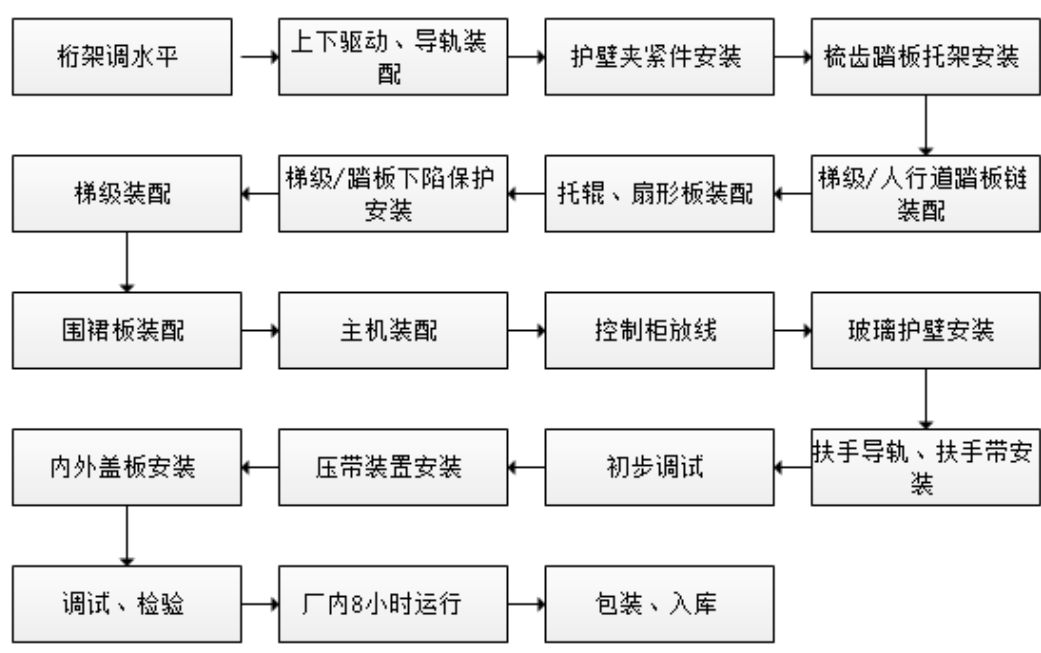 桁架调水平
上下驱动、导轨装
配
护壁夹紧件安装
梳齿踏板托架安装
梯级/人行道踏板链
装配
托辊、扇形板装配
梯级/踏板下陷保护
安装
梯级装配
围裙板装配
主机装配
控制柜放线
玻璃护壁安装
扶手导轨、扶手带安
装
初步调试
压带装置安装
内外盖板安装
调试、检验
厂内8小时运行
包装、入库